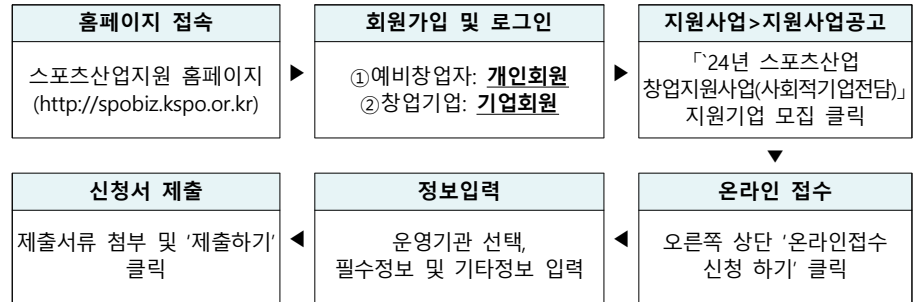 홈페이지 접속
스포츠산업지원 홈페이지
(http://spobiz.kspo.or.kr)
▶
회원가입 및 로그인
①예비창업자: 개인회원
②창업기업: 기업회원
▶
지원사업>지원사업공고
「`24년 스포츠산업
창업지원사업(사회적기업전담)」
지원기업 모집 클릭
▼
온라인 접수
오른쪽 상단 '온라인접수
신청 하기' 클릭
◀
정보입력
운영기관 선택,
필수정보 및 기타정보 입력
◀
신청서 제출
제출서류 첨부 및 '제출하기'
클릭